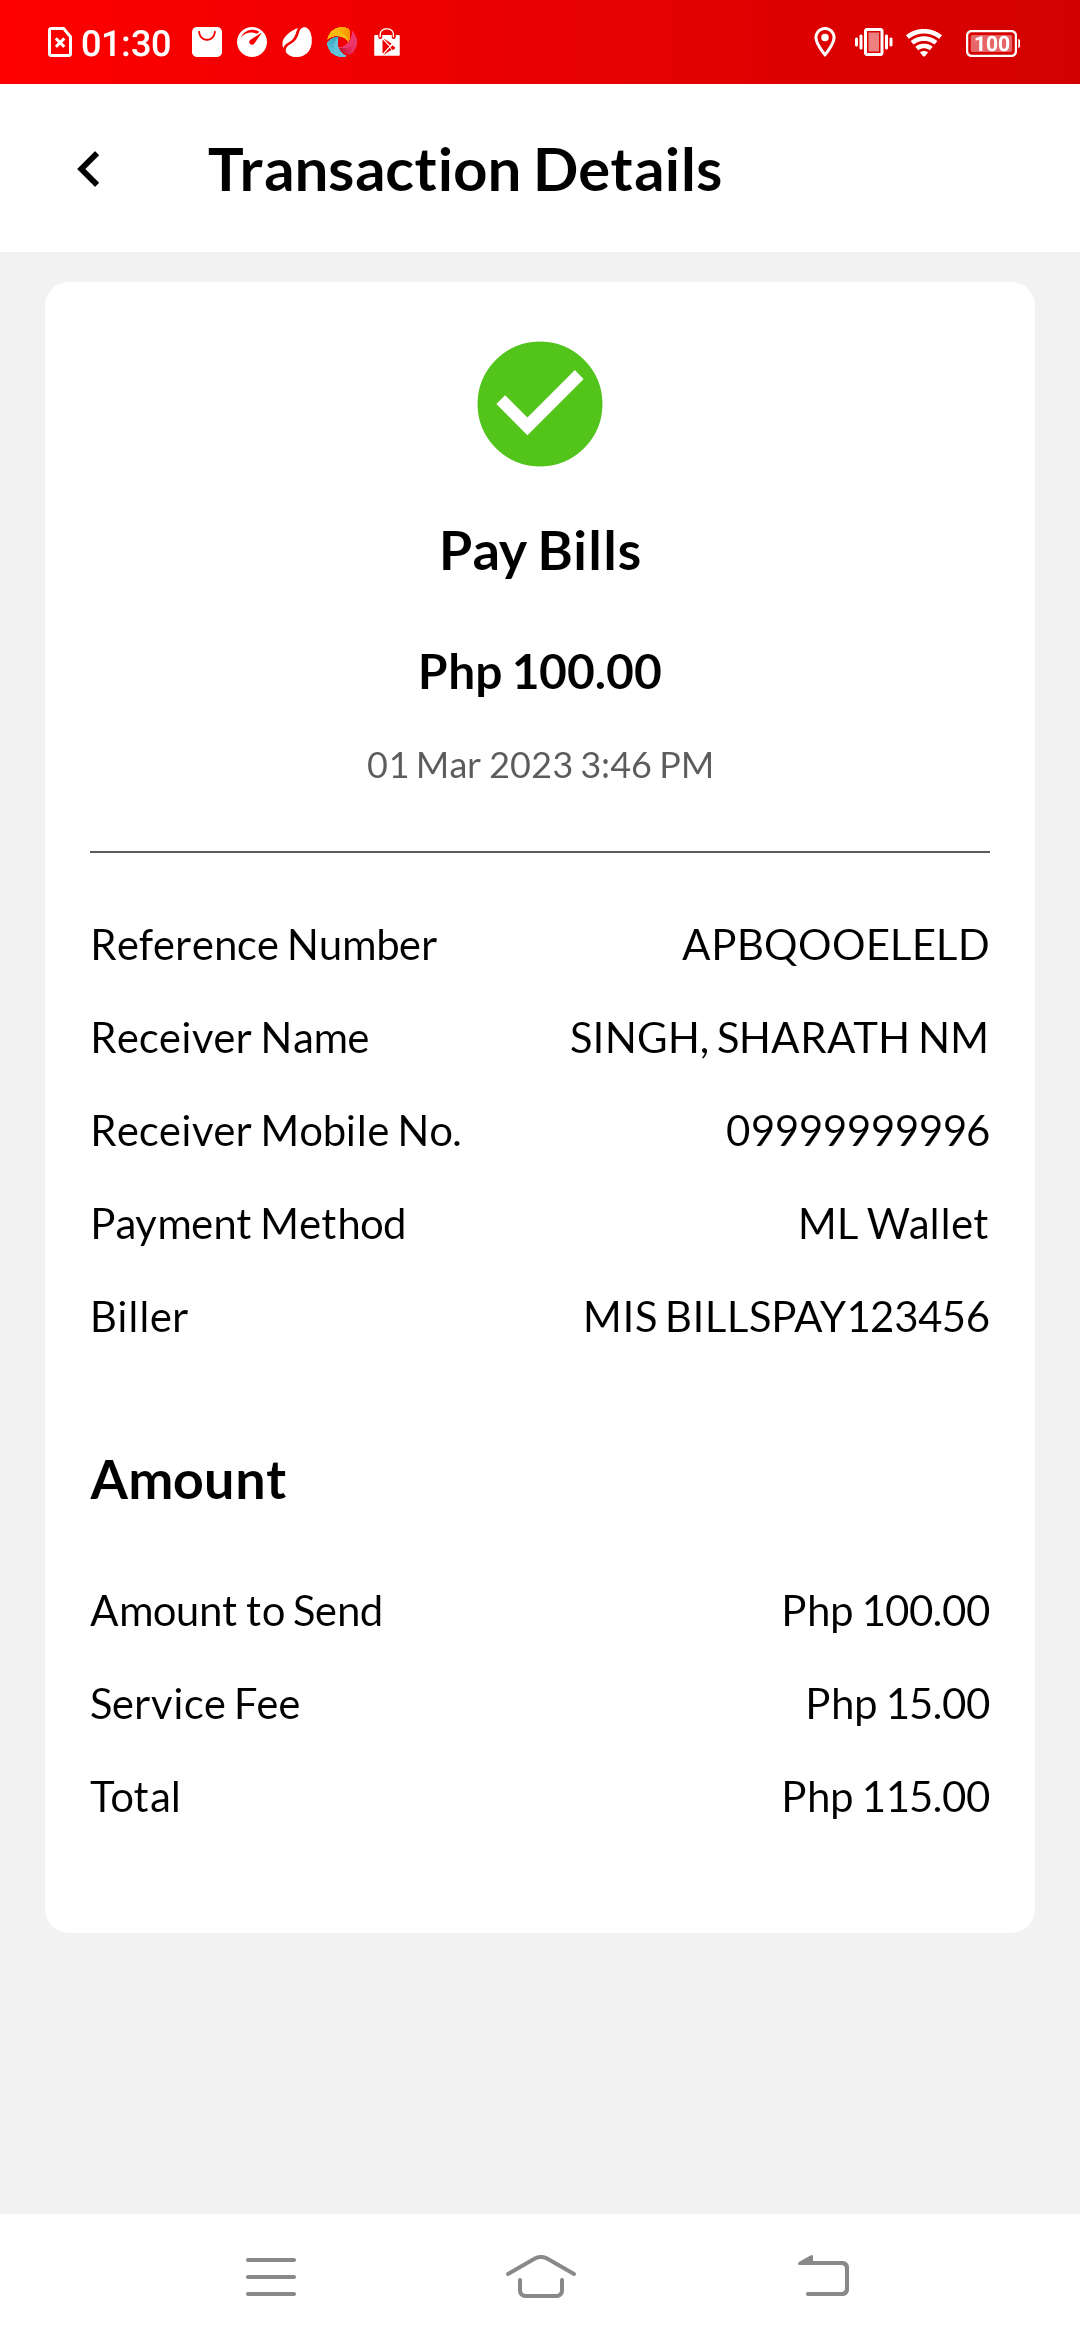 01:30
100
Transaction Details
Pay Bills
Php 100.00
01 Mar 2023 3:46 PM
Reference Number APBQOOELELD
Receiver Name SINGH, SHARATH NM
Receiver Mobile No. 09999999996
Payment Method ML Wallet
Biller MIS BILLSPAY123456
Amount
Amount to Send Php 100.00
Service Fee Php 15.00
Total Php 115.00